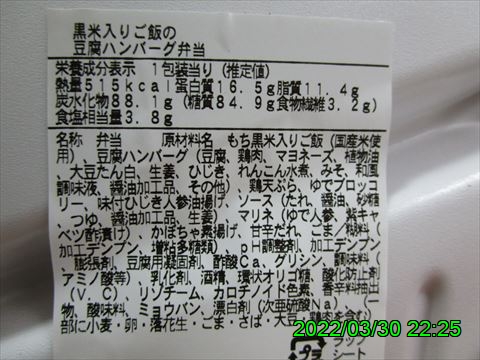 黒米入りご飯の
豆腐ハンバーグ弁当
栄養成分表示 1包装当り (推定値)
熱量515kcal蛋白質16.5g脂質11.4g
炭水化物88.1g(糖質84.9g食物繊維3.2g)
食塩相当量3.8g
名称 弁当 原材料名 もち黒米入りご飯(国産米使
用)、豆腐ハンバーグ(豆腐、鶏肉、マヨネーズ、植物油
、大豆たん白、生姜、ひじき、れんこん水煮、みそ、和風
調味液、醤油加工品、その他)、鶏天ぷら、ゆでブロッコ
リー、味付ひじき人参油揚げ、ソース(たれ、醤油、砂糖
、つゆ、醤油加工品、生姜)、マリネ(ゆで人参、紫キャ
ベツ酢漬け)、かぼちゃ素揚げ、甘辛だれ、ごま/調味料(
加工デンプン、増粘多糖類)、pH調整剤、加工デンプン
、膨張剤、豆腐用凝固剤、酢酸Ca、グリシン、調味料(
アミノ酸等)、乳化剤、酒精、環状オリゴ糖、酸化防止剤
(V.C)、リゾチーム、カロチノイド色素、香辛料抽出
物、酸味料、ミョウバン、漂白剤(次亜硫酸Na)、(一
部に小麦・卵・落花生・ごま・さば・大豆・鶏肉を含む)
2022/03/30 22:25
プラ
ラップ
シート